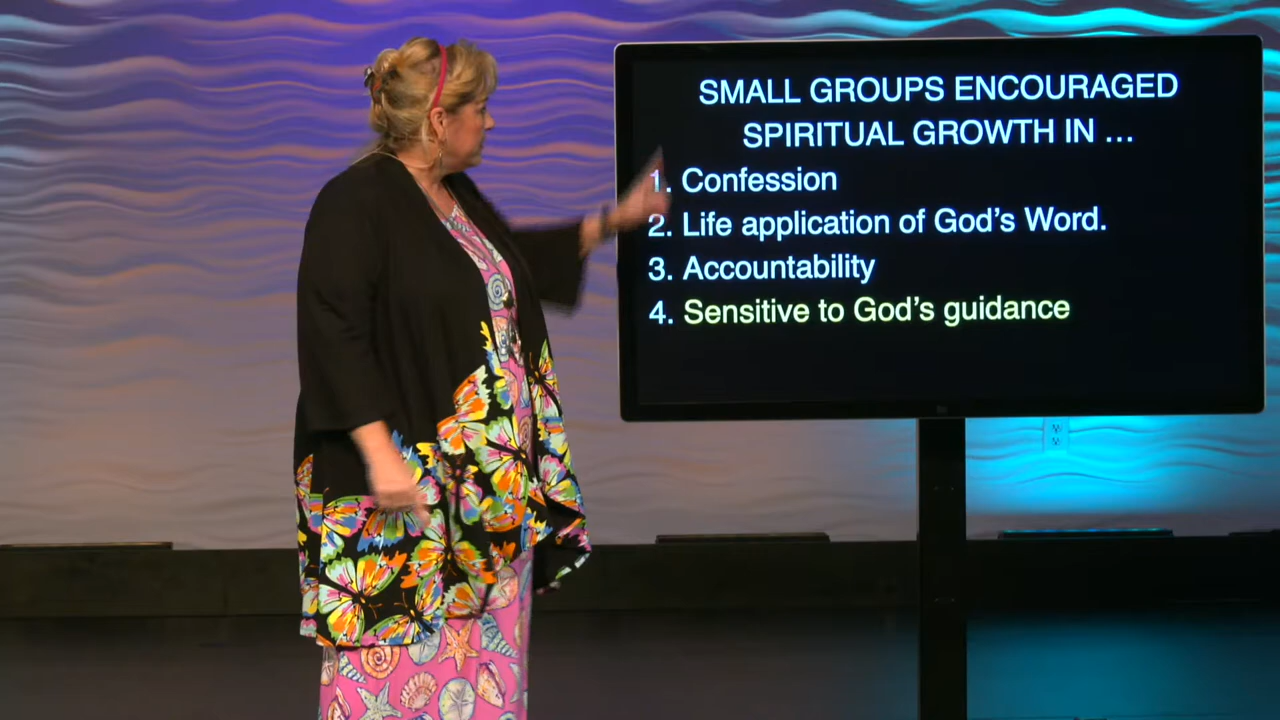 SMALL GROUPS ENCOURAGED
SPIRITUAL GROWTH IN ...
1. Confession
2. Life application of God's Word.
3. Accountability
4. Sensitive to God's guidance